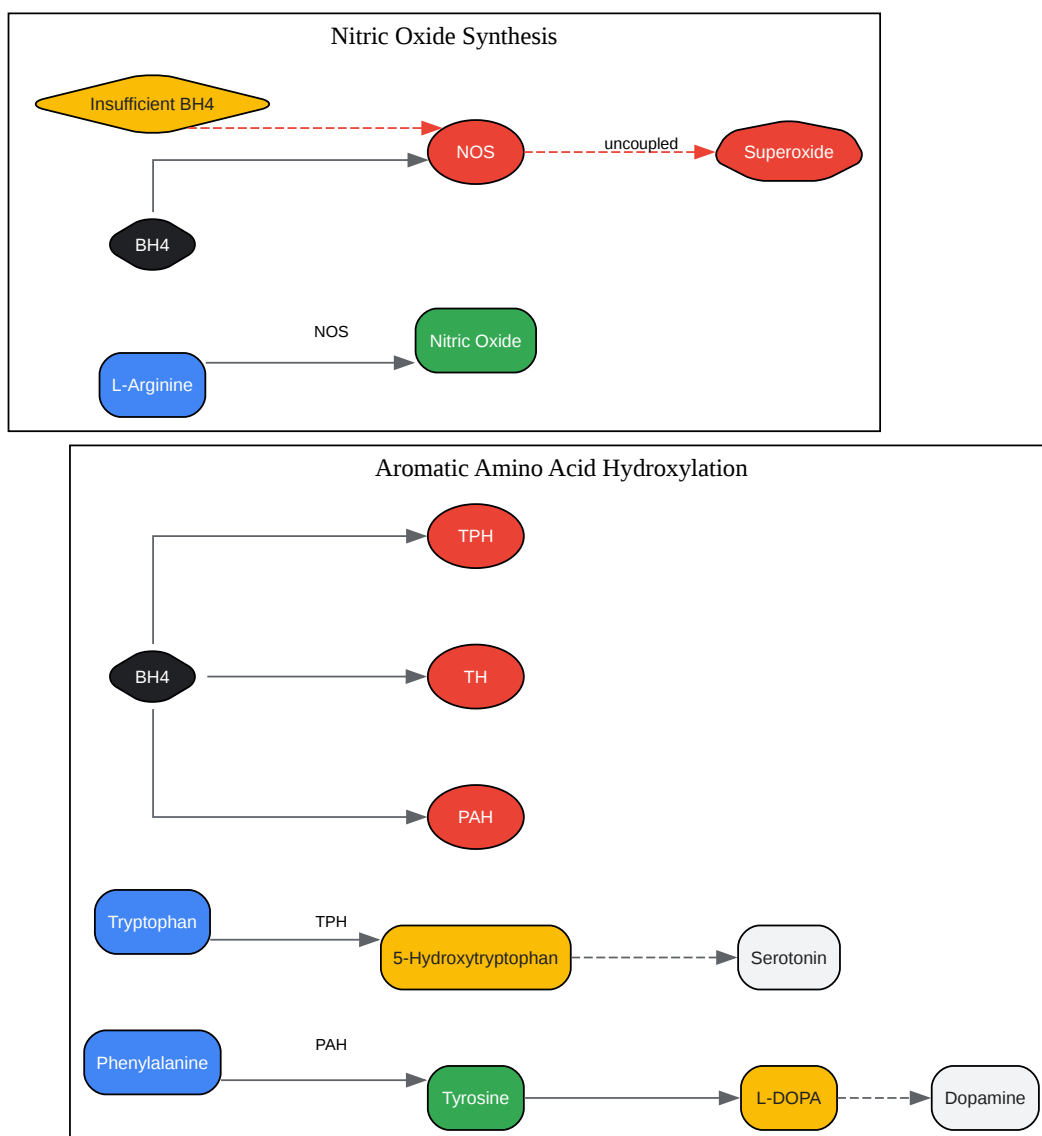 Nitric Oxide Synthesis
Insufficient BH4
NOS
uncoupled
Superoxide
BH4
NOS
Nitric Oxide
L-Arginine
Aromatic Amino Acid Hydroxylation
TPH
BH4
TH
PAH
Tryptophan
TPH
5-Hydroxytryptophan
Serotonin
Phenylalanine
PAH
Tyrosine
L-DOPA
Dopamine